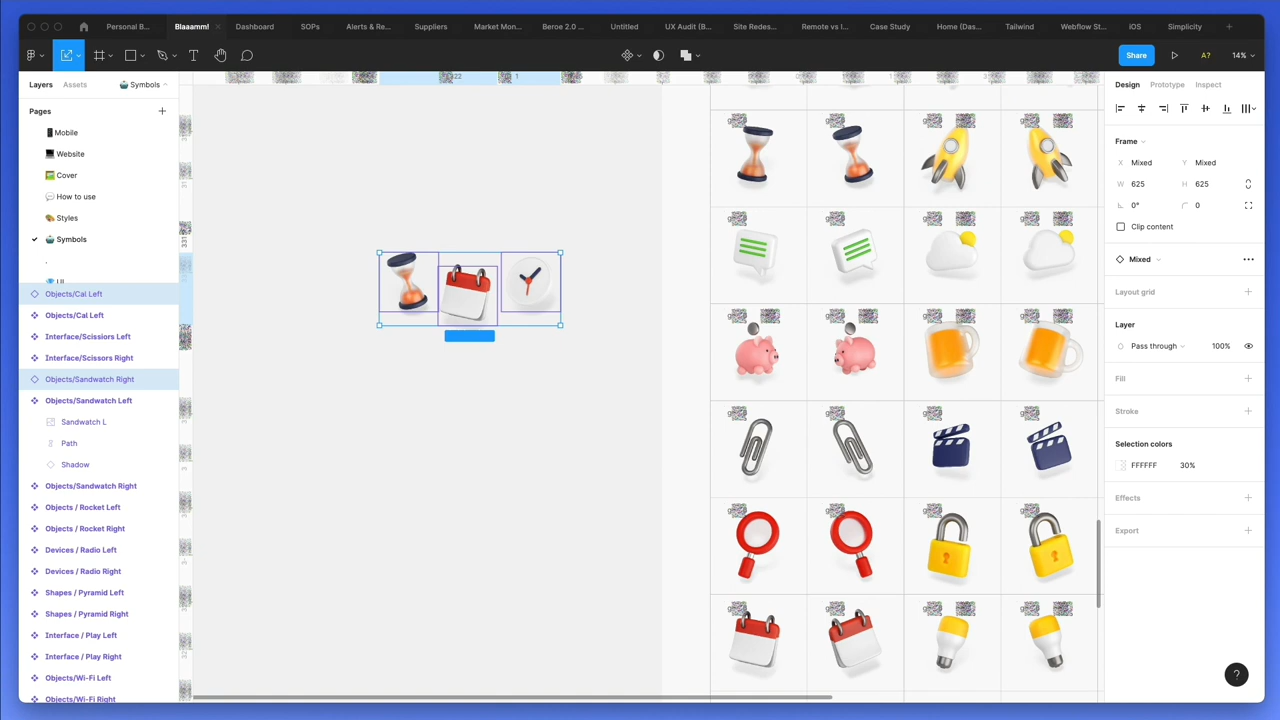 Personal B...
Blaaamm!
Dashboard
SOPs
Alerts & Re...
Suppliers
Market Mon...
Beroe 2.0 ...
Untitled
UX Audit (B...
Site Redes...
Remote vs I...
Case Study
Home (Das...
Tailwind
Webflow St...
iOS
Simplicity
Share
A?
14%
Layers
Assets
Symbols
Pages
Mobile
Website
Cover
How to use
Styles
Symbols
.
UI
Objects/Cal Left
Objects/Cal Left
Interface/Scissiors Left
Interface/Scissors Right
Objects/Sandwatch Right
Objects/Sandwatch Left
Sandwatch L
Path
Shadow
Objects/Sandwatch Right
Objects / Rocket Left
Objects / Rocket Right
Devices / Radio Left
Devices / Radio Right
Shapes / Pyramid Left
Shapes / Pyramid Right
Interface / Play Left
Interface / Play Right
Objects/Wi-Fi Left
Objects/Wi-Fi Right
331
Design
Prototype
Inspect
Frame
X Mixed
Y Mixed
W 625
H 625
0°
0
Clip content
Mixed
Layout grid
Layer
Pass through
100%
Fill
Stroke
Selection colors
FFFFFF
30%
Effects
Export
?